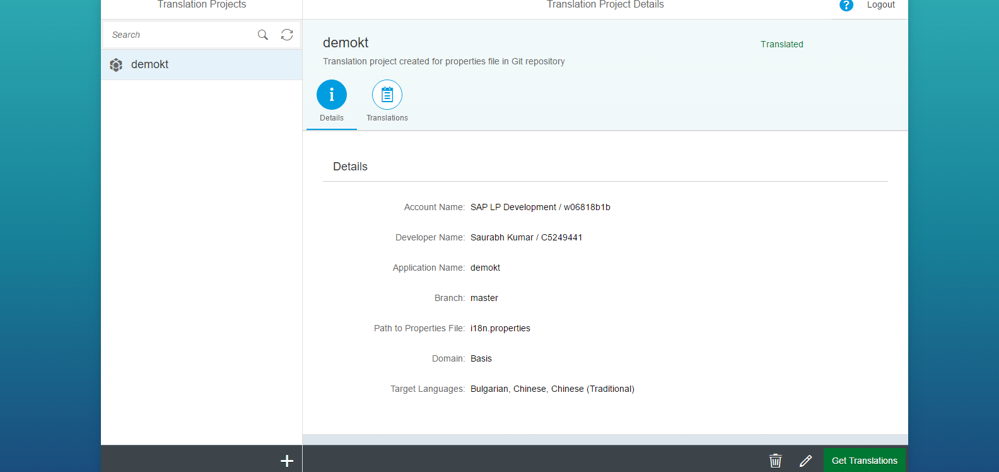 Translation Projects
Translation Project Details
? Logout
Search
demokt
demokt
Translated
Translation project created for properties file in Git repository
i
Details
Translations
Details
Account Name: SAP LP Development / w06818b1b
Developer Name: Saurabh Kumar / C5249441
Application Name: demokt
Branch: master
Path to Properties File: i18n.properties
Domain: Basis
Target Languages: Bulgarian, Chinese, Chinese (Traditional)
Get Translations